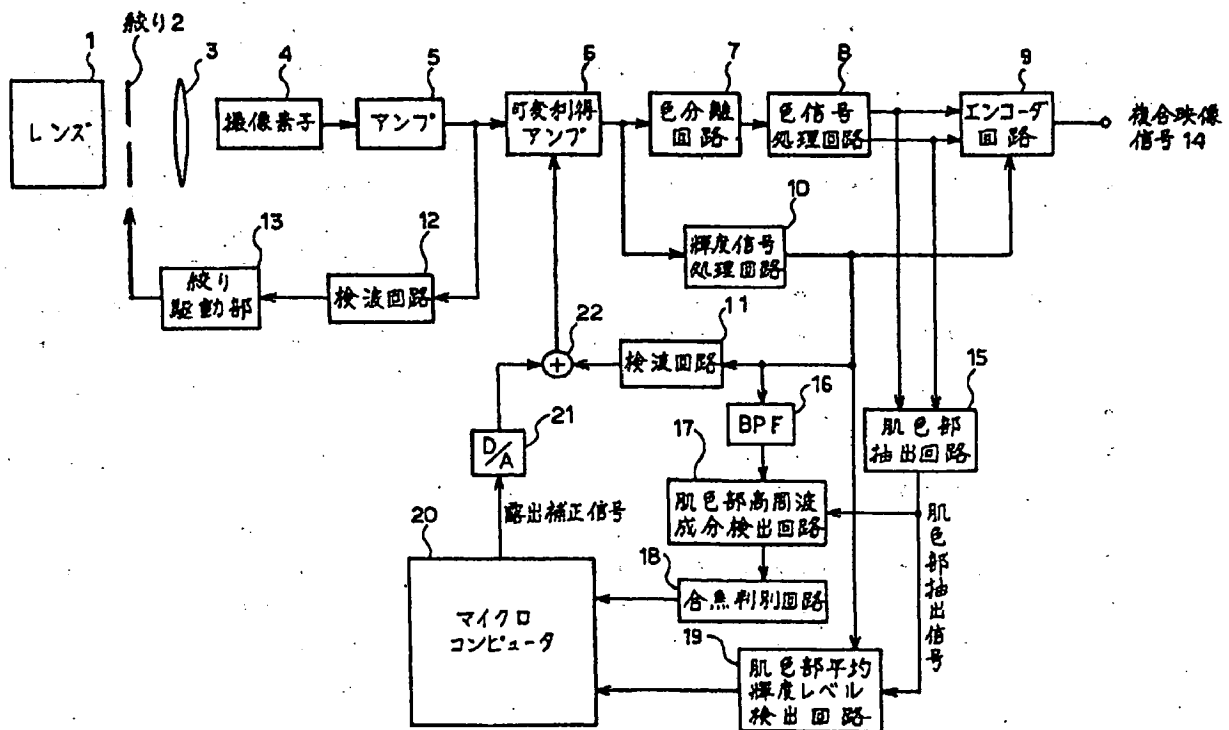 絞り2
1
3
4
5
6
7
8
9
レンズ
撮像素子
アンプ
可変利得
アンプ
色分離
回路
色信号
処理回路
エンコーダ
回路
複合映像
信号14
10
輝度信号
処理回路
13
絞り
駆動部
12
検波回路
22
+
11
検波回路
16
BPF
15
肌色部
抽出回路
21
D/A
17
肌色部高周波
成分検出回路
露出補正信号
肌色部抽出信号
20
マイクロ
コンピュータ
18
合焦判別回路
19
肌色部平均
輝度レベル
検出回路